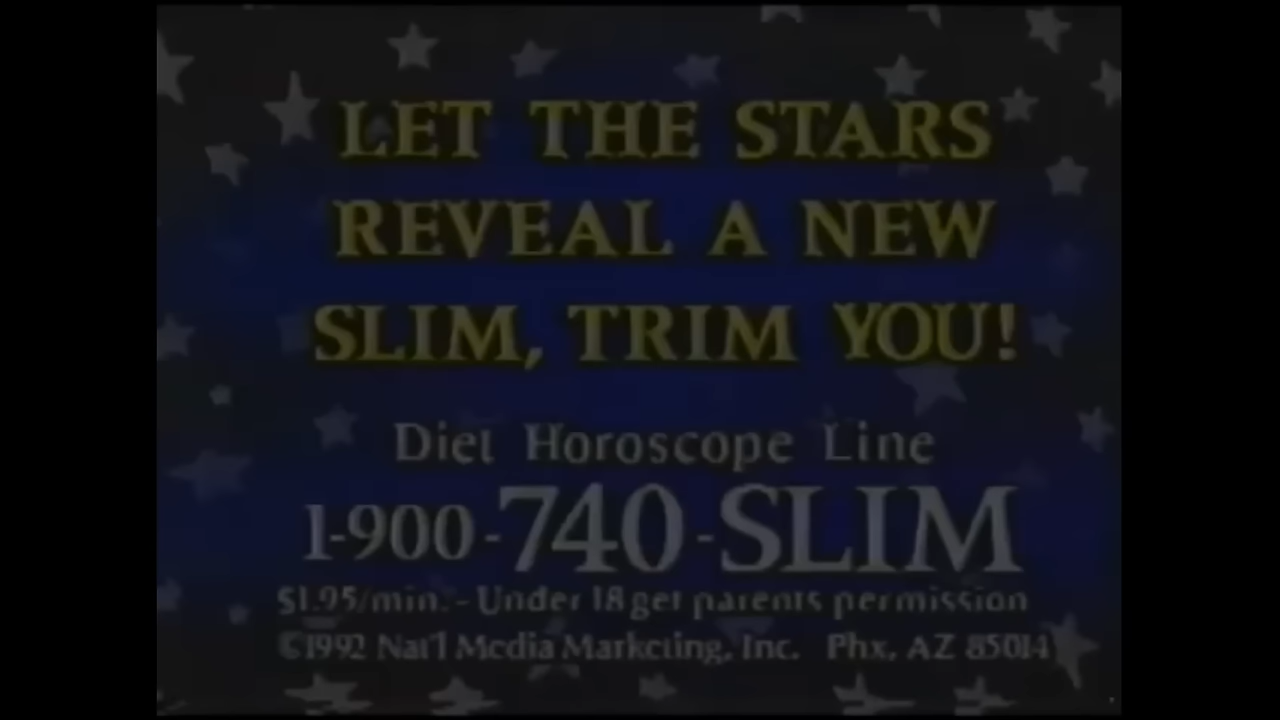 LET THE STARS
REVEAL A NEW
SLIM, TRIM YOU!
Diet Horoscope Line
1-900-740-SLIM
$1.95/min. - Under 18 get parents permission
©1992 Nat'l Media Marketing, Inc. Phx, AZ 85014